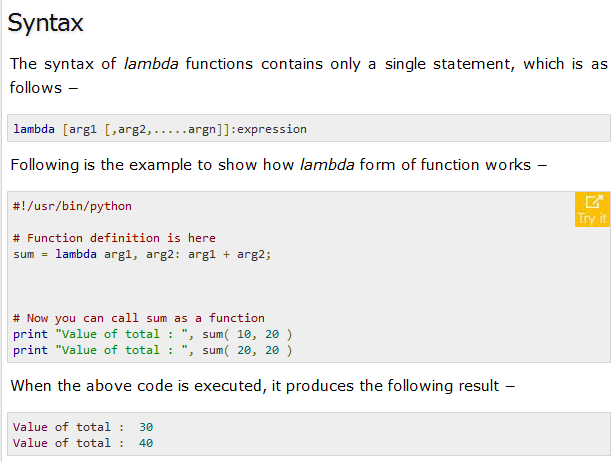 Syntax
The syntax of lambda functions contains only a single statement, which is as
follows −
lambda [arg1 [,arg2,.....argn]]:expression
Following is the example to show how lambda form of function works −
#!/usr/bin/python
Try it
# Function definition is here
sum = lambda arg1, arg2: arg1 + arg2;
# Now you can call sum as a function
print "Value of total : ", sum( 10, 20 )
print "Value of total : ", sum( 20, 20 )
When the above code is executed, it produces the following result −
Value of total :  30
Value of total :  40